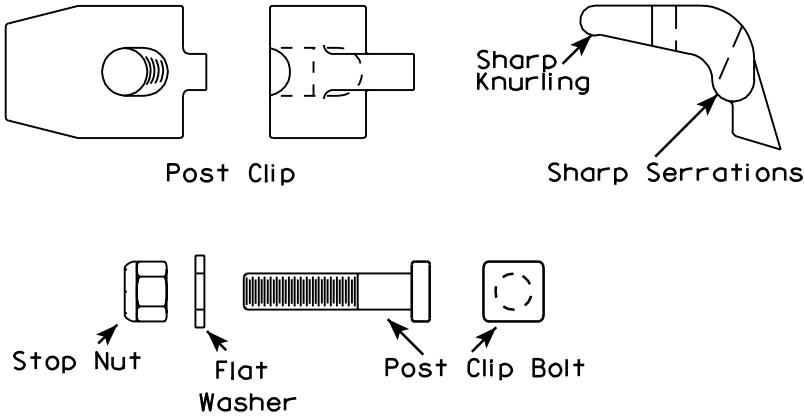 Sharp
Knurling
Post Clip
Sharp Serrations
Stop Nut
Flat
Washer
Post Clip Bolt